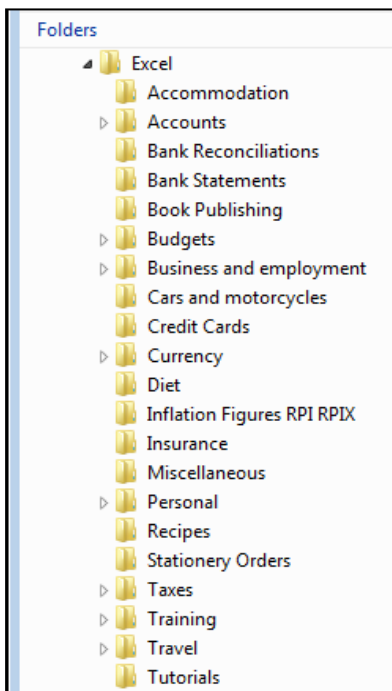 Folders
Excel
Accommodation
Accounts
Bank Reconciliations
Bank Statements
Book Publishing
Budgets
Business and employment
Cars and motorcycles
Credit Cards
Currency
Diet
Inflation Figures RPI RPIX
Insurance
Miscellaneous
Personal
Recipes
Stationery Orders
Taxes
Training
Travel
Tutorials